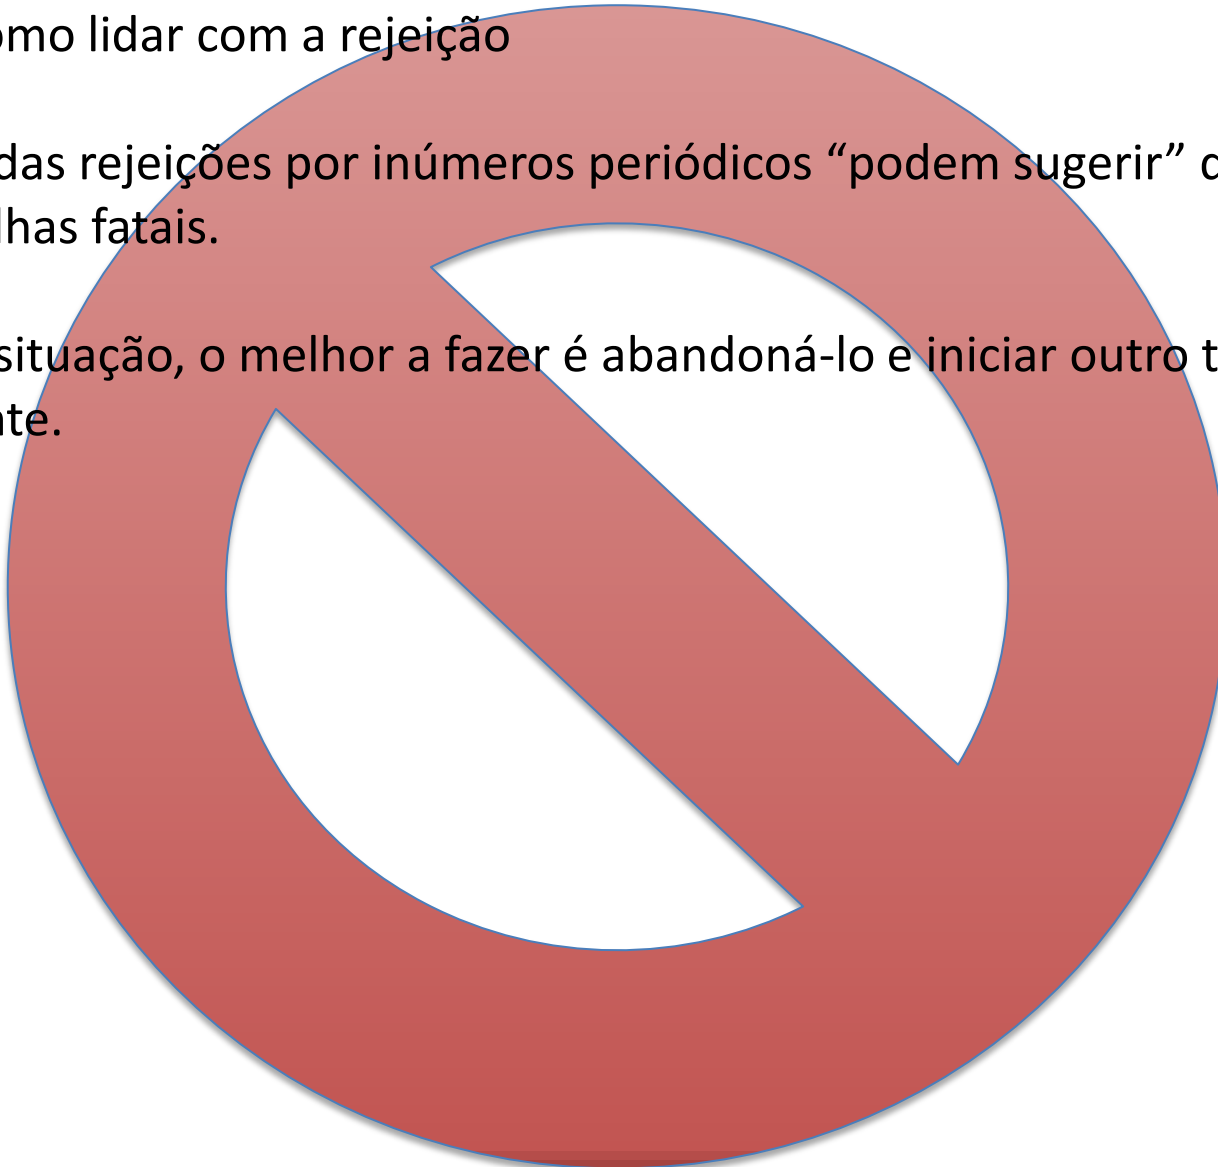 omo lidar com a rejeição
das rejeições por inúmeros periódicos “podem sugerir”
lhas fatais.
situação, o melhor a fazer é abandoná-lo e iniciar outro t
nte.